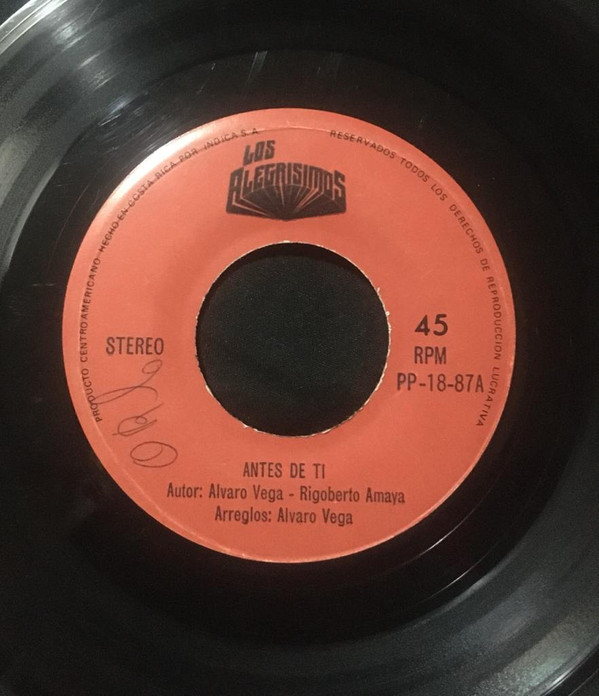 PRODUCTO CENTROAMERICANO-HECHO EN COSTA RICA POR INDICA S.A.
RESERVADOS TODOS LOS DERECHOS DE REPRODUCCION LUCRATIVA
LOS
ALEGRISIMOS
STEREO
45
RPM
PP-18-87A
ANTES DE TI
Autor: Alvaro Vega - Rigoberto Amaya
Arreglos: Alvaro Vega